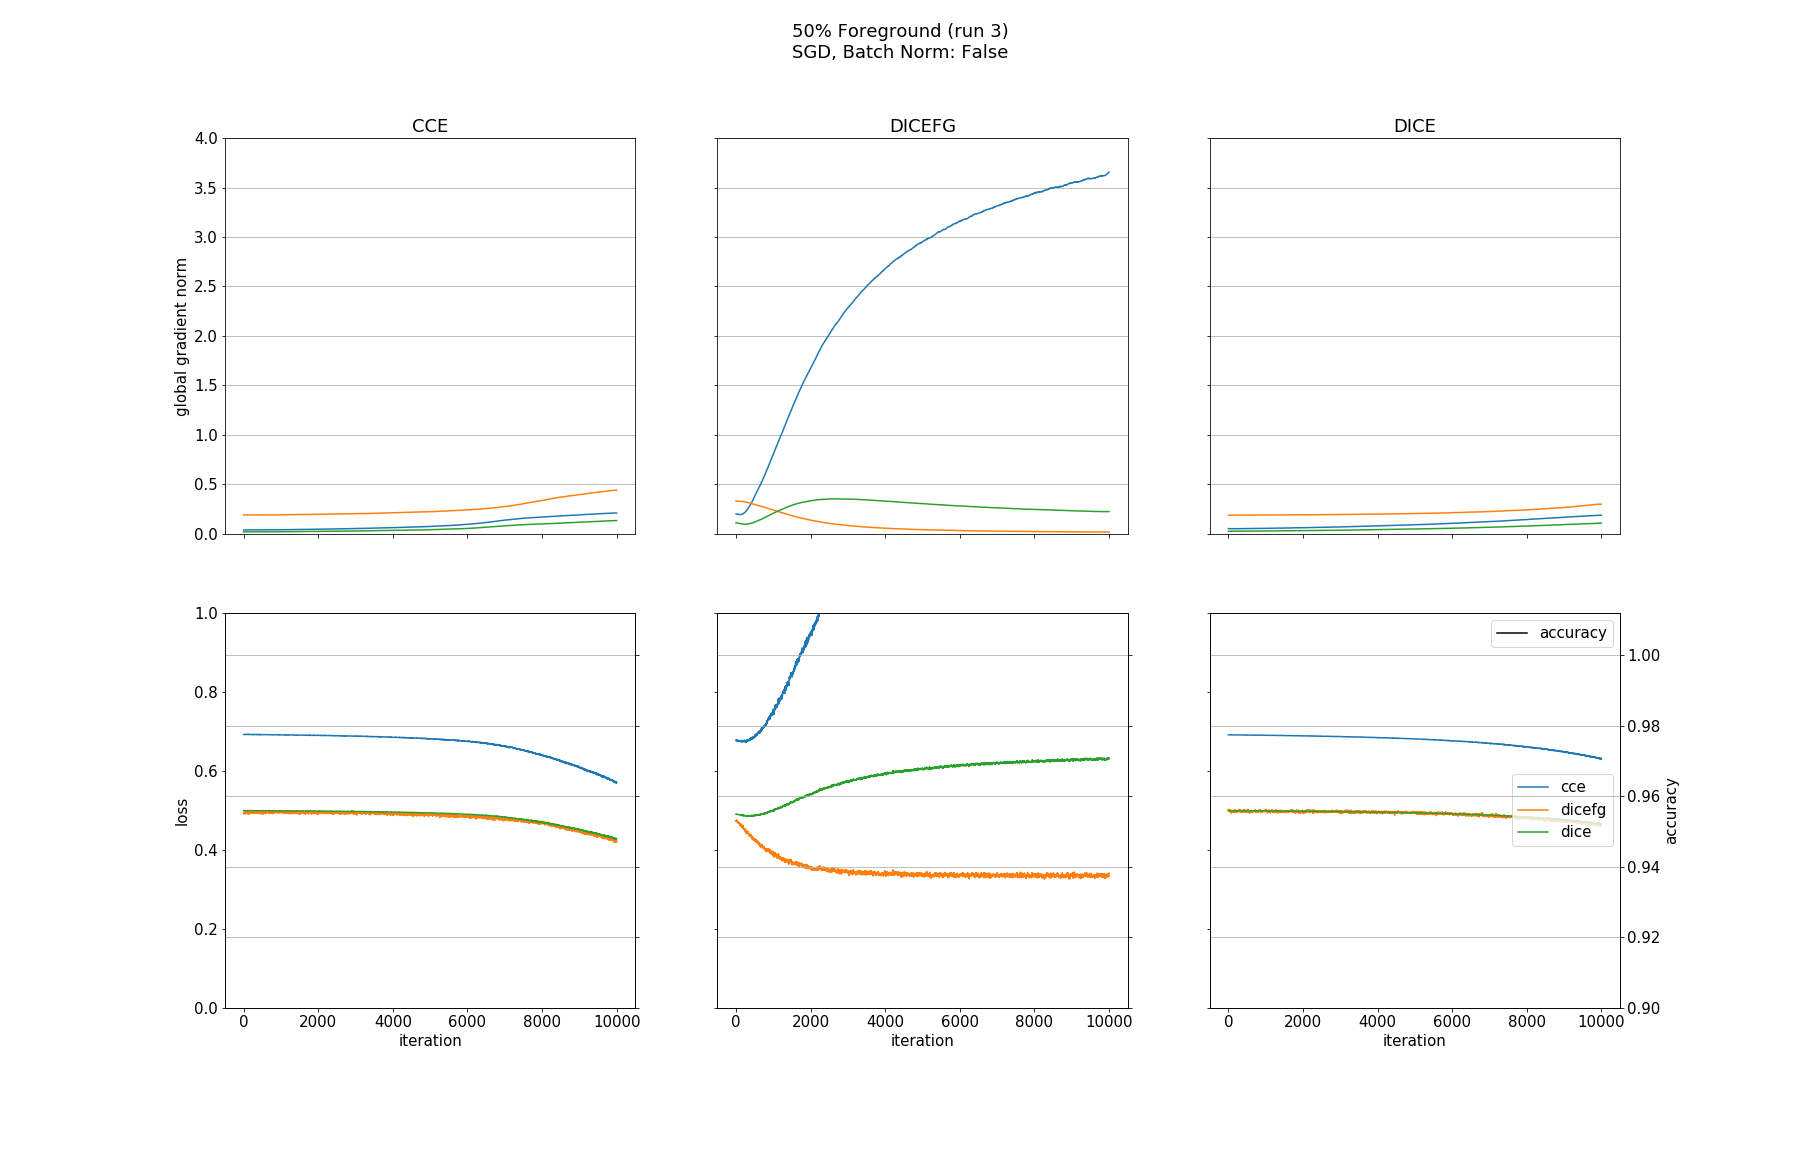 50% Foreground (run 3)
SGD, Batch Norm: False
CCE
DICEFG
DICE
global gradient norm
4.0
3.5
3.0
2.5
2.0
1.5
1.0
0.5
0.0
loss
1.0
0.8
0.6
0.4
0.2
0.0
0 2000 4000 6000 8000 10000
iteration
0 2000 4000 6000 8000 10000
iteration
accuracy
cce
dicefg
dice
1.00
0.98
0.96
0.94
0.92
0.90
accuracy
0 2000 4000 6000 8000 10000
iteration